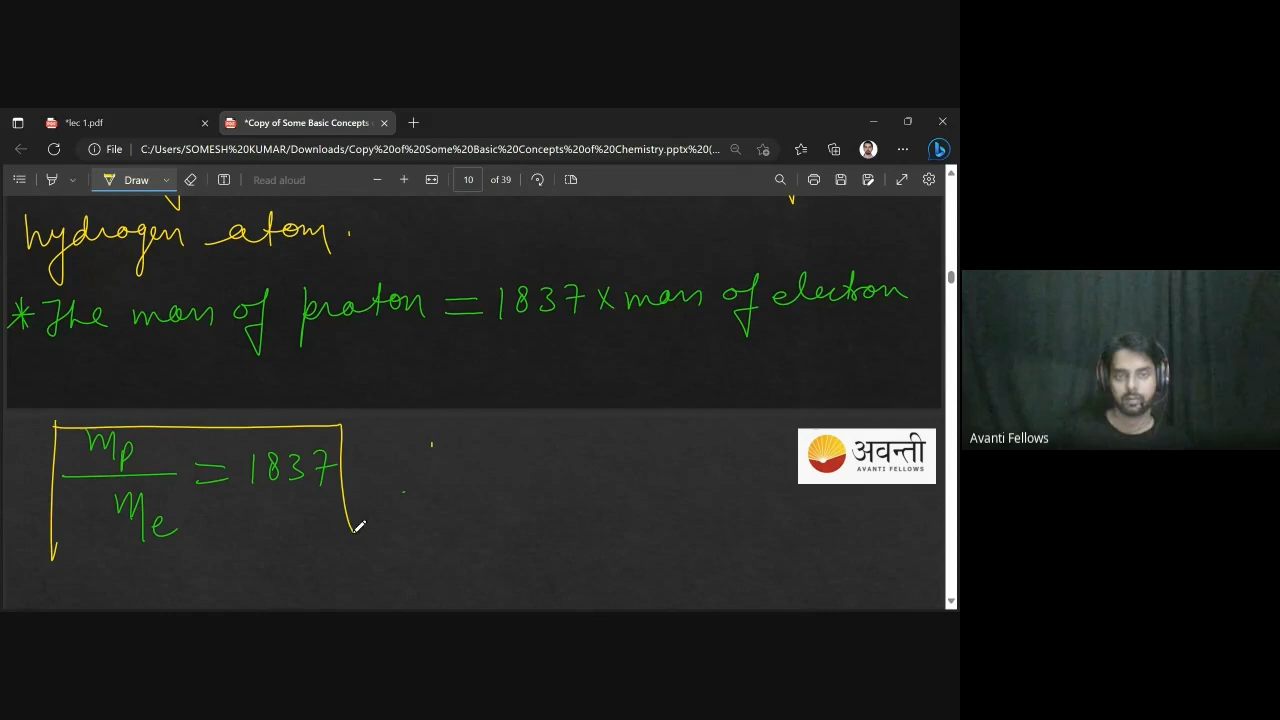 *lec 1.pdf
*Copy of Some Basic Concepts
File C:/Users/SOMESH%20KUMAR/Downloads/Copy%20of%20Some%20Basic%20Concepts%20of%20Chemistry.pptx%20(...
Draw Read aloud 10 of 39
hydrogen atom.
* The mass of proton = 1837 x mass of electron
mp
= 1837
me
अवन्ती
AVANTI FELLOWS
Avanti Fellows